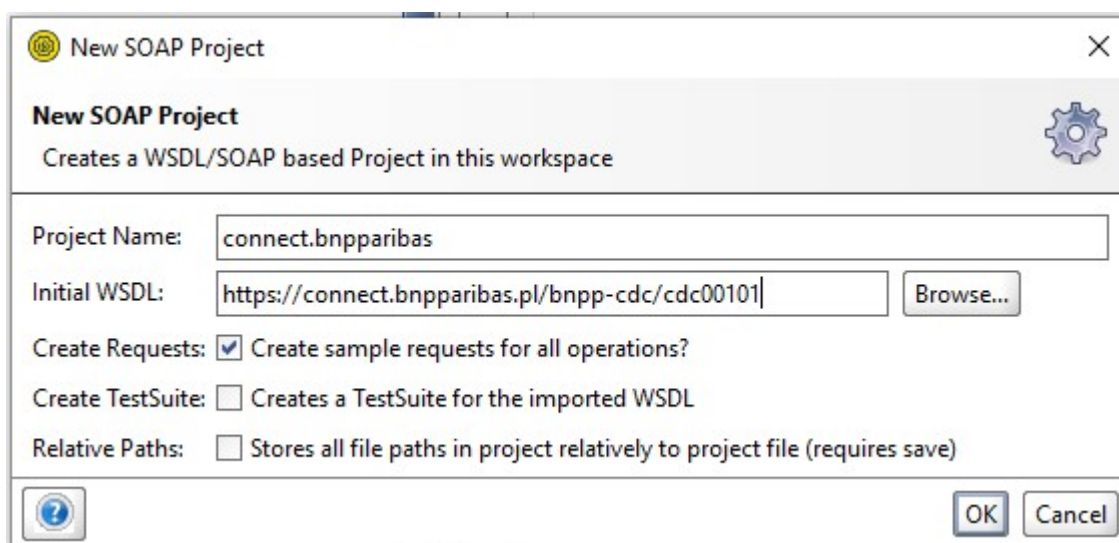 New SOAP Project
New SOAP Project
Creates a WSDL/SOAP based Project in this workspace
Project Name: connect.bnpparibas
Initial WSDL: https://connect.bnpparibas.pl/bnpp-cdc/cdc00101 Browse...
Create Requests: Create sample requests for all operations?
Create TestSuite: Creates a TestSuite for the imported WSDL
Relative Paths: Stores all file paths in project relatively to project file (requires save)
? OK Cancel